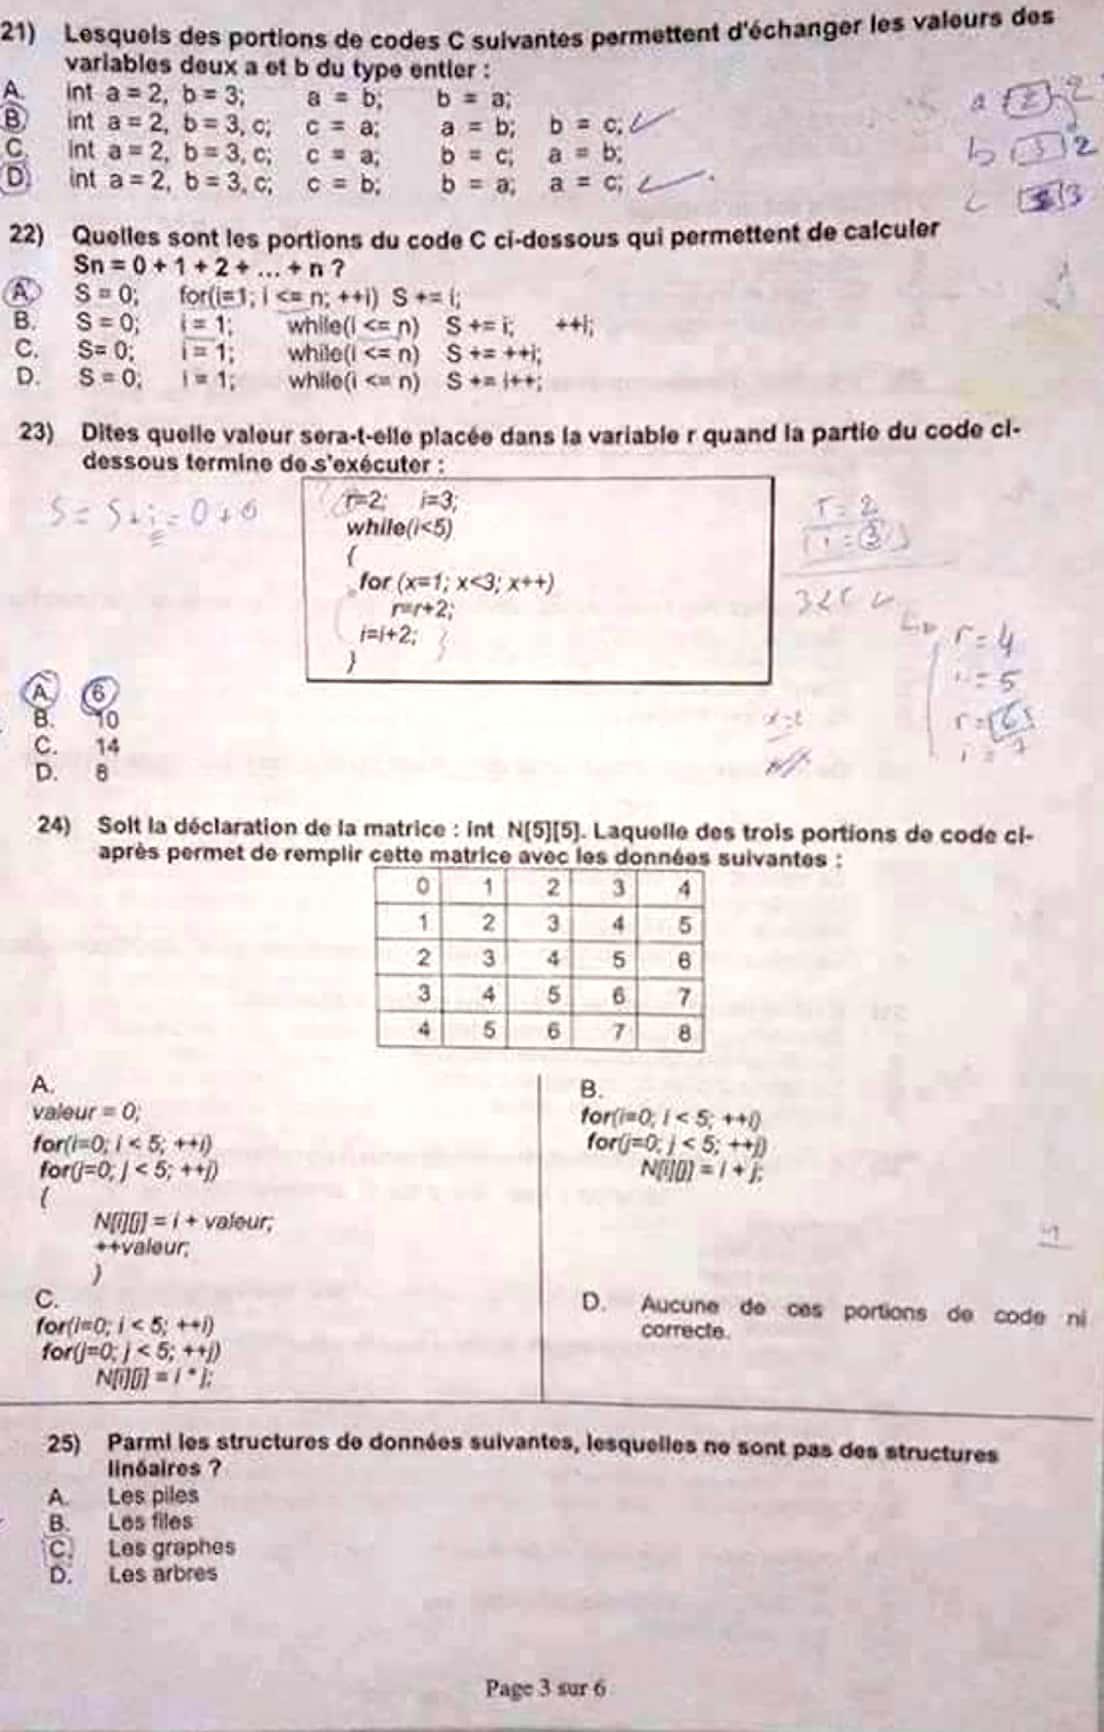 21) Lesquels des portions de codes C suivantes permettent d'échanger les valeurs des
variables deux a et b du type entier :
A. int a = 2, b = 3; a = b; b = a;
B int a = 2, b = 3, c; c = a; a = b; b = c;
C. int a = 2, b = 3, c; c = a; b = c; a = b;
D int a = 2, b = 3, c; c = b; b = a; a = c;
a 2 2
b 3 2
c 3
22) Quelles sont les portions du code C ci-dessous qui permettent de calculer
Sn = 0 + 1 + 2 + ... + n ?
A. S = 0; for(i=1; i <= n; ++i) S += i;
B. S = 0; i = 1; while(i <= n) S += i; ++i;
C. S= 0; i = 1; while(i <= n) S += ++i;
D. S = 0; i = 1; while(i <= n) S += i++;
23) Dites quelle valeur sera-t-elle placée dans la variable r quand la partie du code ci-
dessous termine de s'exécuter :
S = S + i = 0 + 0
r=2; i=3;
while(i<5)
{
for (x=1; x<3; x++)
r=r+2;
i=i+2; }
}
r = 2
i = 3
3<5
r = 4
i = 5
r = 6
i = 7
A. 6
B. 10
C. 14
D. 8
24) Soit la déclaration de la matrice : int N[5][5]. Laquelle des trois portions de code ci-
après permet de remplir cette matrice avec les données suivantes :
0 1 2 3 4
1 2 3 4 5
2 3 4 5 6
3 4 5 6 7
4 5 6 7 8
A.
valeur = 0;
for(i=0; i < 5; ++i)
for(j=0; j < 5; ++j)
{
N[i][j] = i + valeur;
++valeur;
}
B.
for(i=0; i < 5; ++i)
for(j=0; j < 5; ++j)
N[i][j] = i + j;
C.
for(i=0; i < 5; ++i)
for(j=0; j < 5; ++j)
N[i][j] = i * j;
D. Aucune de ces portions de code n'i
correcte.
25) Parmi les structures de données suivantes, lesquelles ne sont pas des structures
linéaires ?
A. Les piles
B. Les files
C. Les graphes
D. Les arbres
Page 3 sur 6